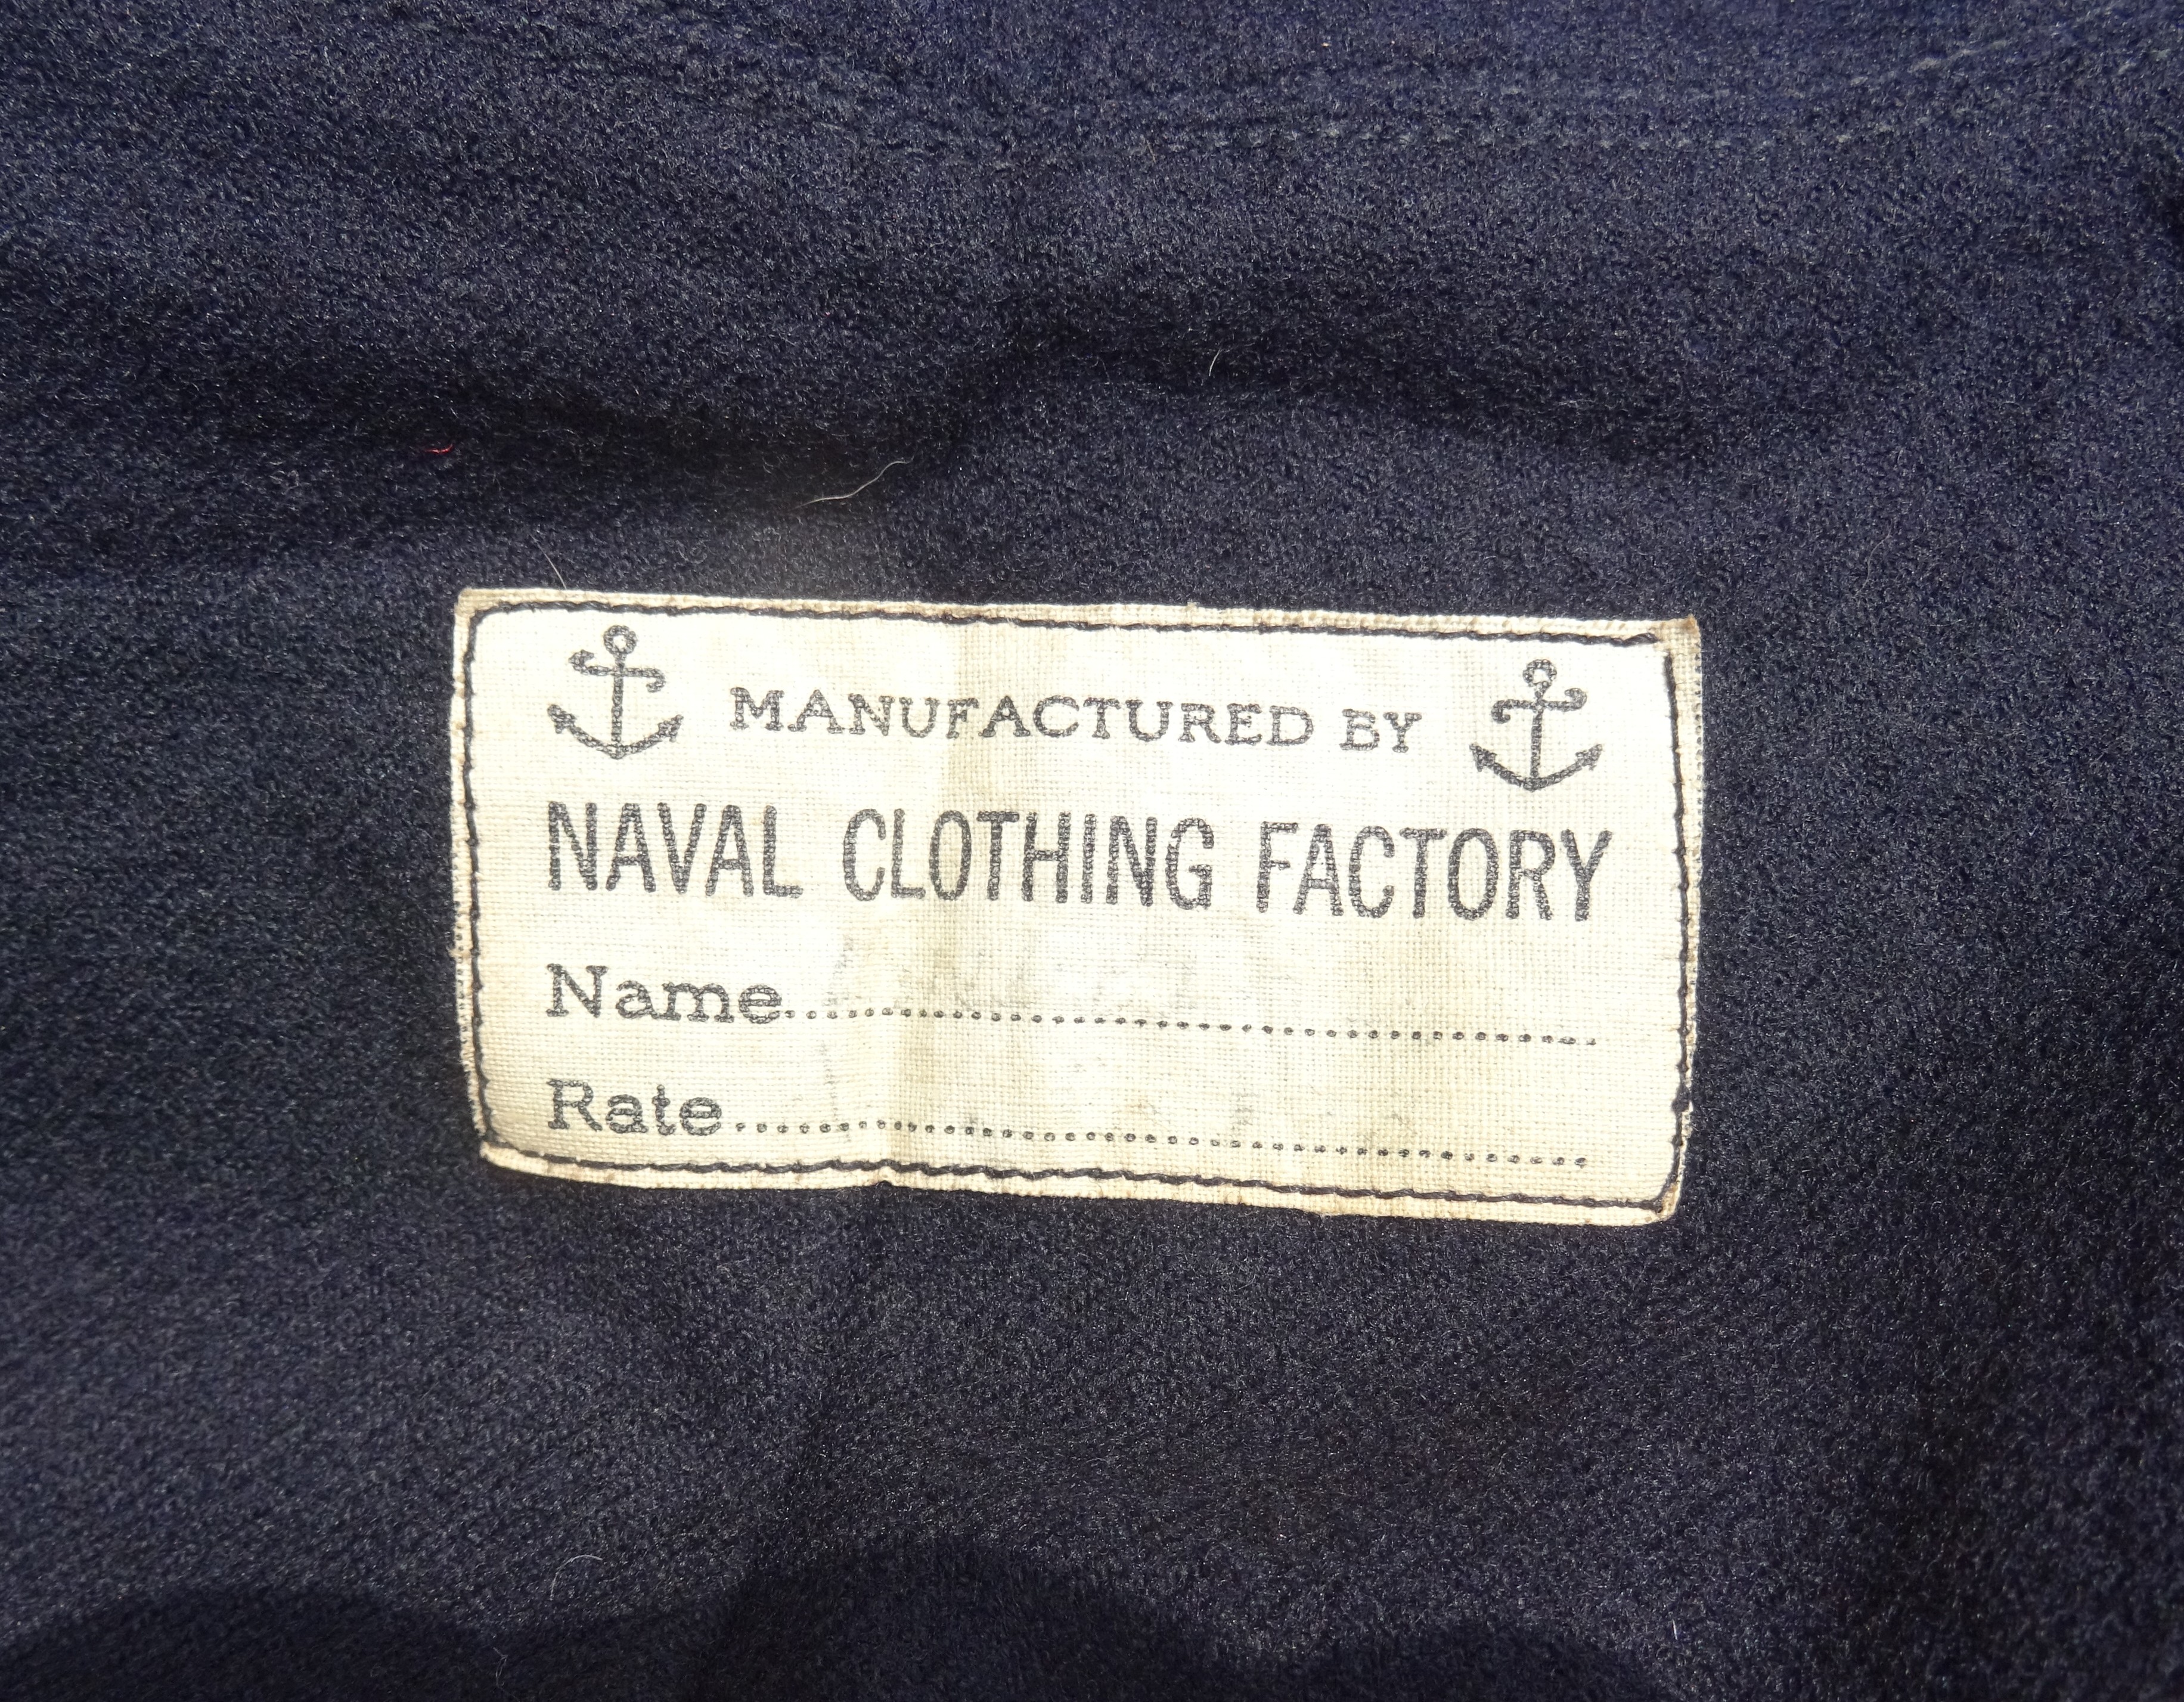 MANUFACTURED BY
NAVAL CLOTHING FACTORY
Name..............................
Rate..............................